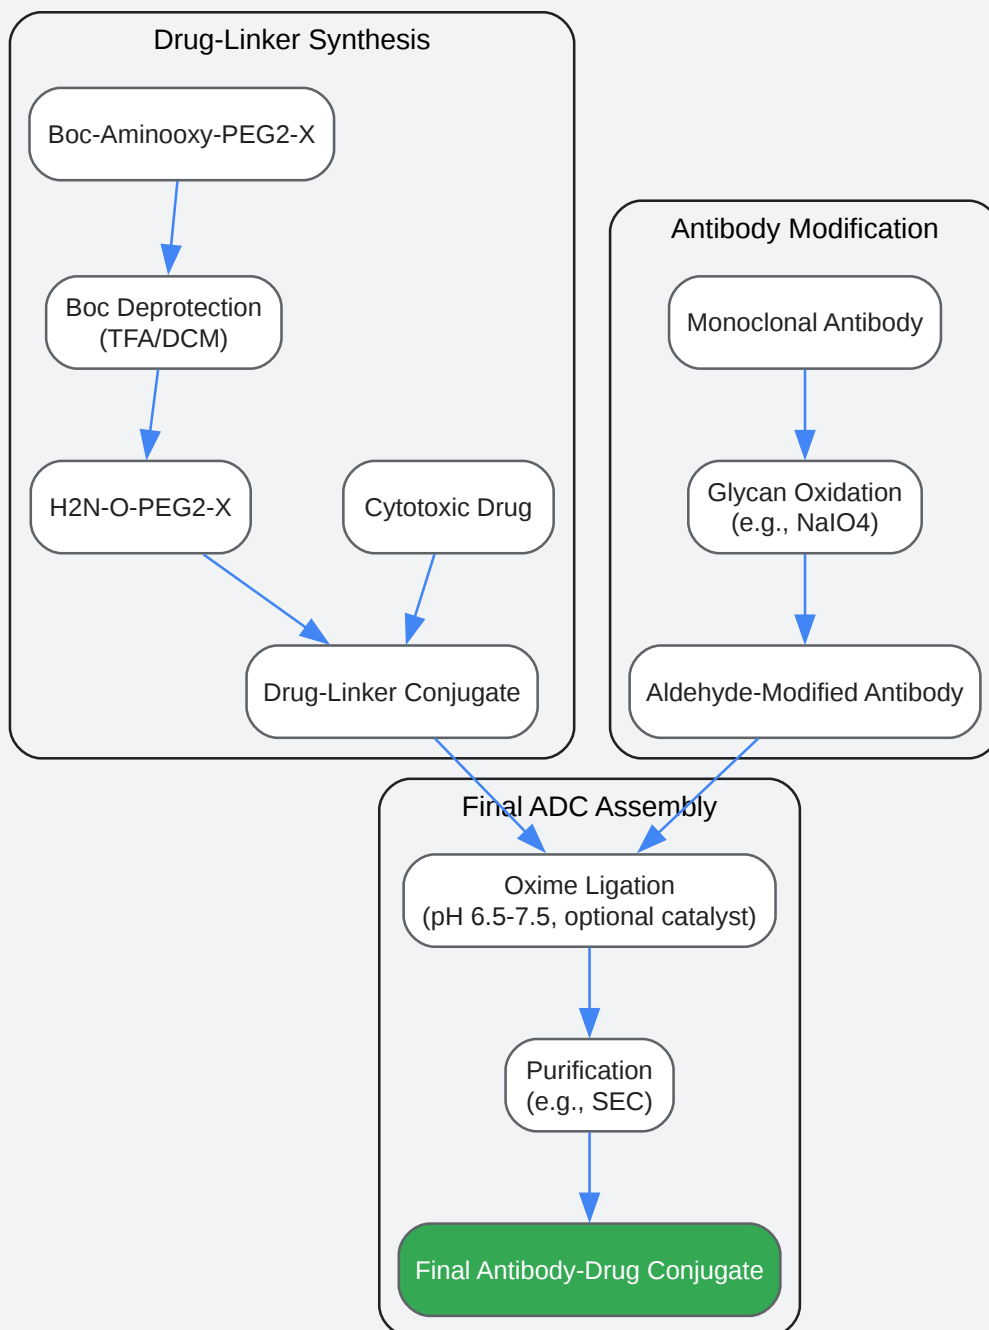 Drug-Linker Synthesis
Boc-Aminooxy-PEG2-X
Boc Deprotection
(TFA/DCM)
H2N-O-PEG2-X
Cytotoxic Drug
Drug-Linker Conjugate
Antibody Modification
Monoclonal Antibody
Glycan Oxidation
(e.g., NaIO4)
Aldehyde-Modified Antibody
Final ADC Assembly
Oxime Ligation
(pH 6.5-7.5, optional catalyst)
Purification
(e.g., SEC)
Final Antibody-Drug Conjugate